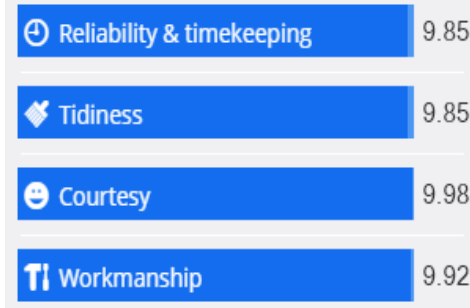 Reliability & timekeeping 9.85
Tidiness 9.85
Courtesy 9.98
Workmanship 9.92